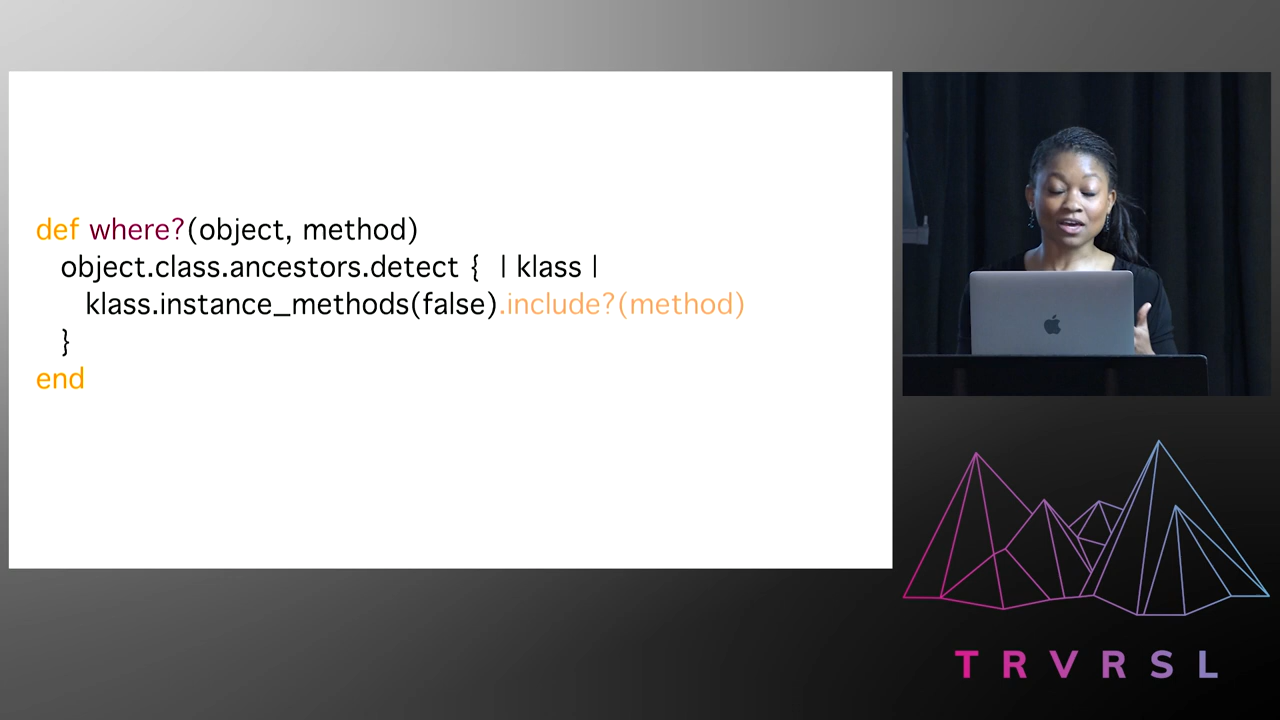 def where?(object, method)
object.class.ancestors.detect { | klass |
klass.instance_methods(false).include?(method)
}
end
TRVRSL